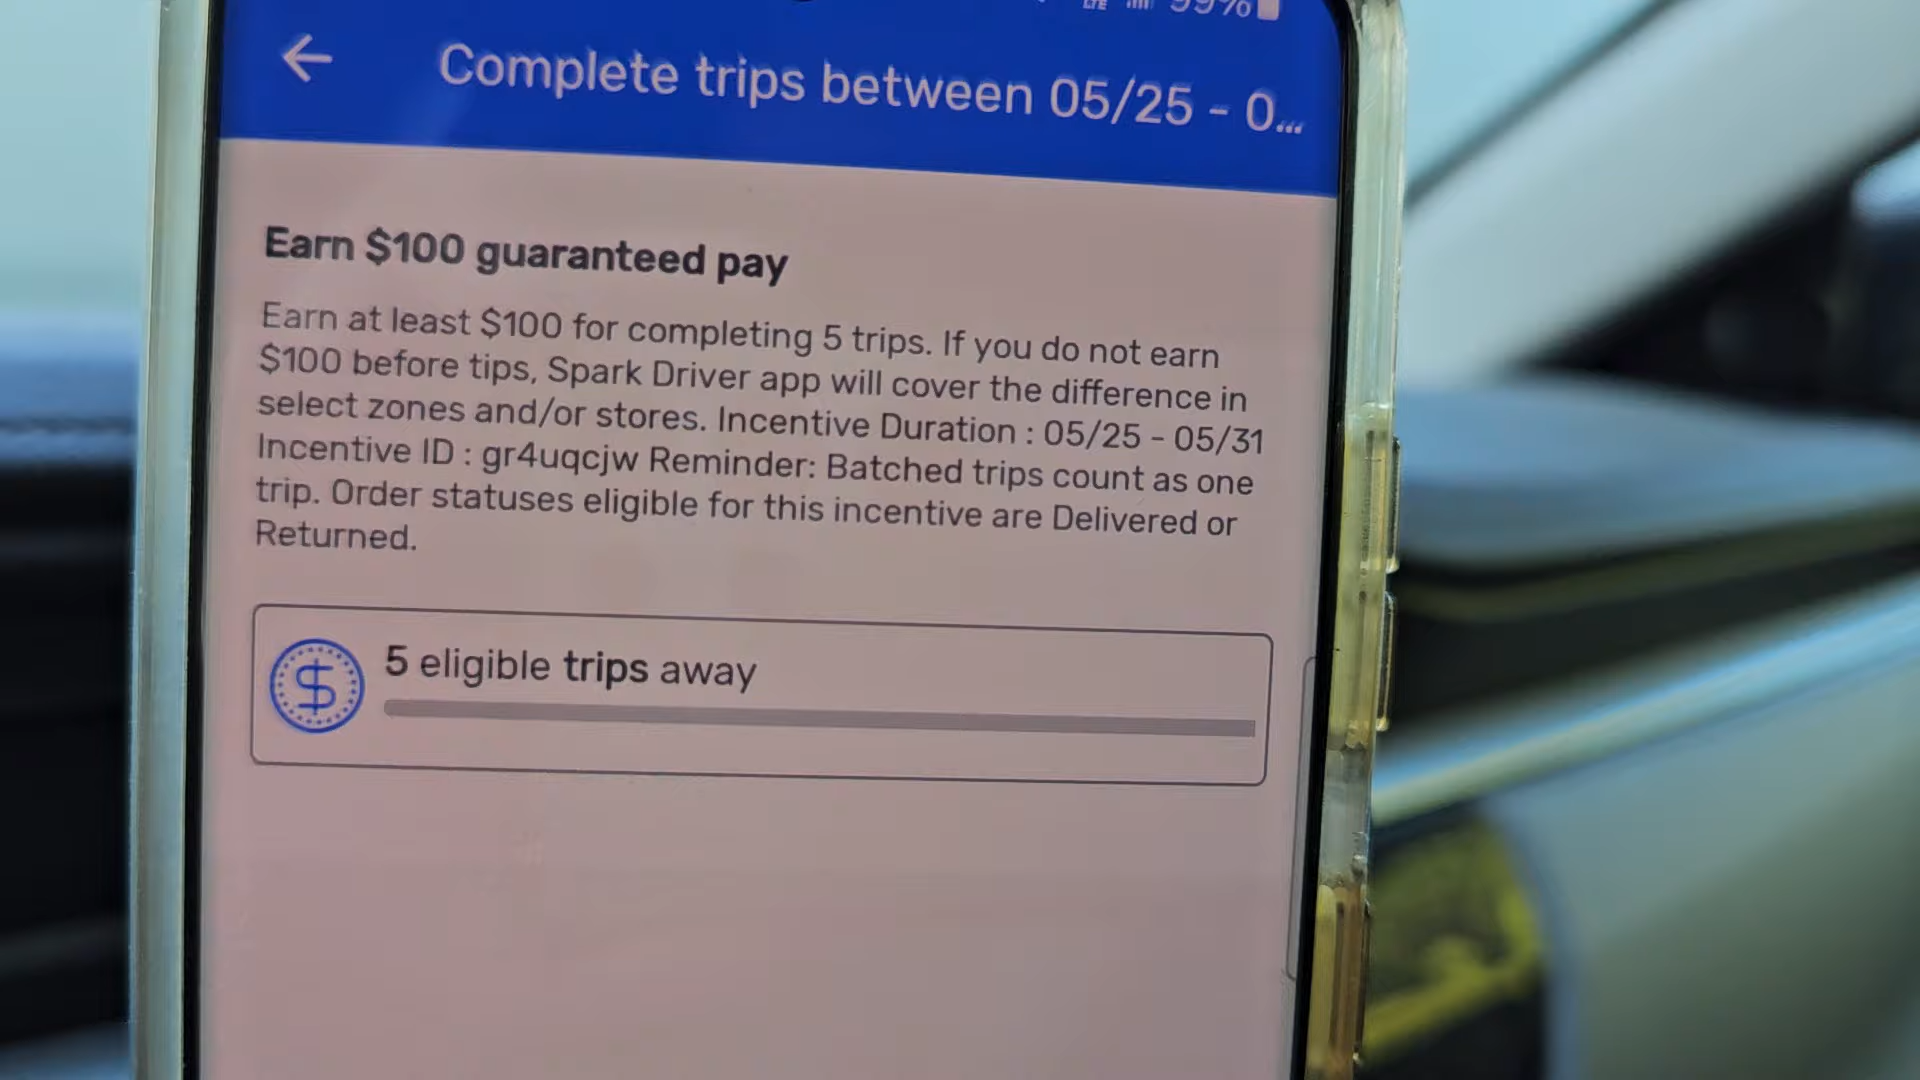 LTE 99%
Complete trips between 05/25 - 0...
Earn $100 guaranteed pay
Earn at least $100 for completing 5 trips. If you do not earn
$100 before tips, Spark Driver app will cover the difference in
select zones and/or stores. Incentive Duration : 05/25 - 05/31
Incentive ID : gr4uqcjw Reminder: Batched trips count as one
trip. Order statuses eligible for this incentive are Delivered or
Returned.
5 eligible trips away